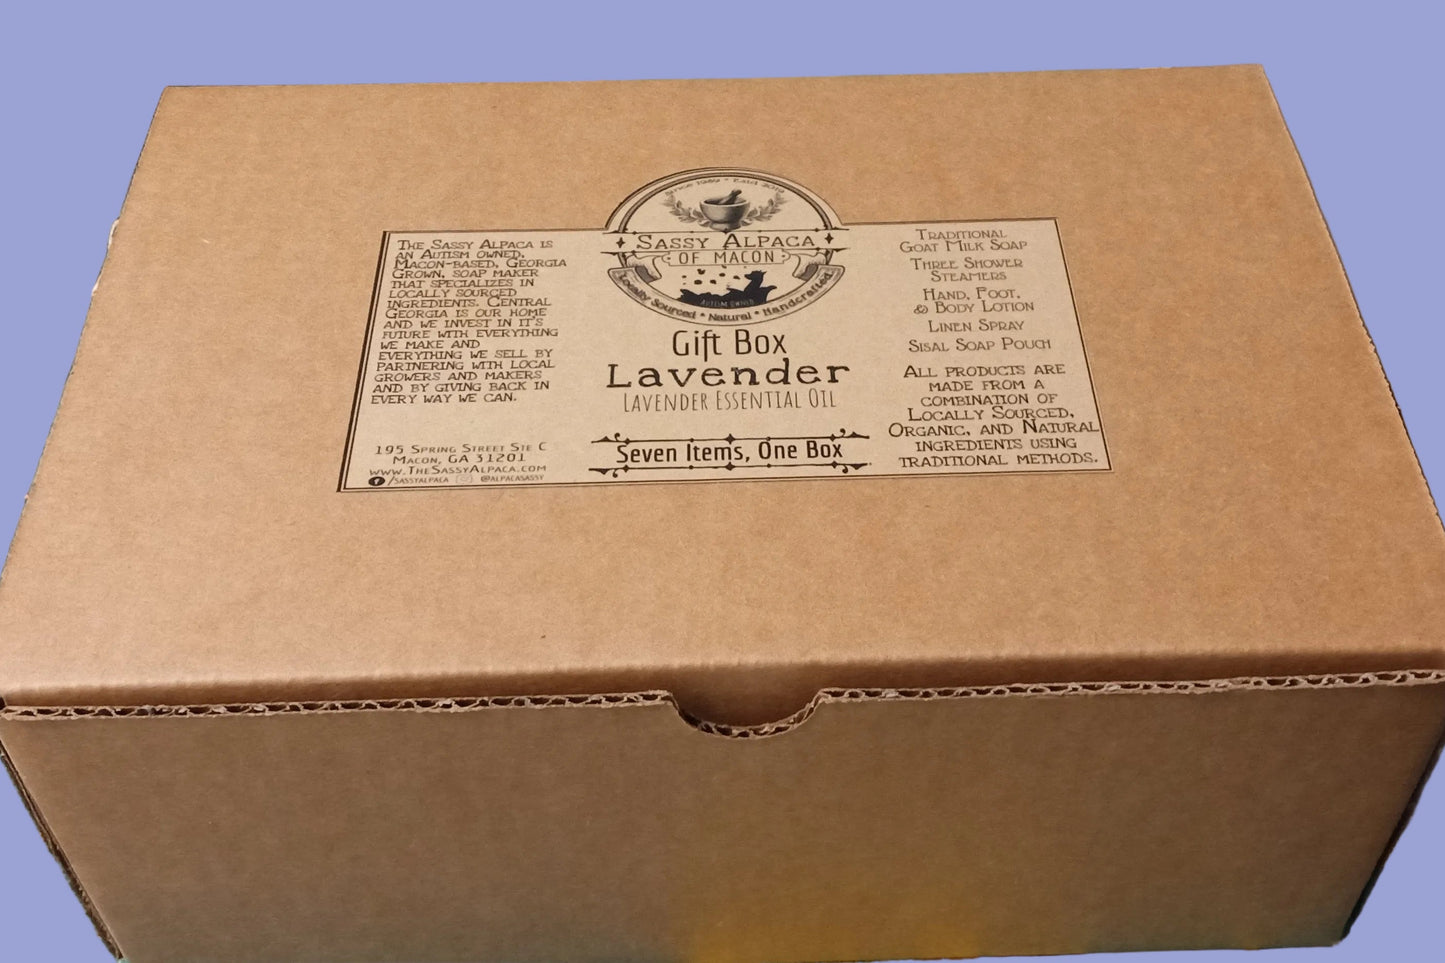 The Sassy Alpaca is
an Autism owned,
Macon-based, Georgia
Grown, soap maker
that specializes in
locally sourced
ingredients. Central
Georgia is our home
and we invest in it's
future with everything
we make and
everything we sell by
partnering with local
growers and makers
and by giving back in
every way we can.
195 Spring Street Ste C
Macon, GA 31201
www.TheSassyAlpaca.com
/sassyalpaca @alpacasassy
Since 1989 * Estd 2019
Sassy Alpaca
of Macon
Autism Owned
Locally Sourced * Natural * Handcrafted
Gift Box
Lavender
Lavender Essential Oil
Seven Items, One Box
Traditional
Goat Milk Soap
Three Shower
Steamers
Hand, Foot,
& Body Lotion
Linen Spray
Sisal Soap Pouch
All products are
made from a
combination of
Locally Sourced,
Organic, and Natural
ingredients using
traditional methods.